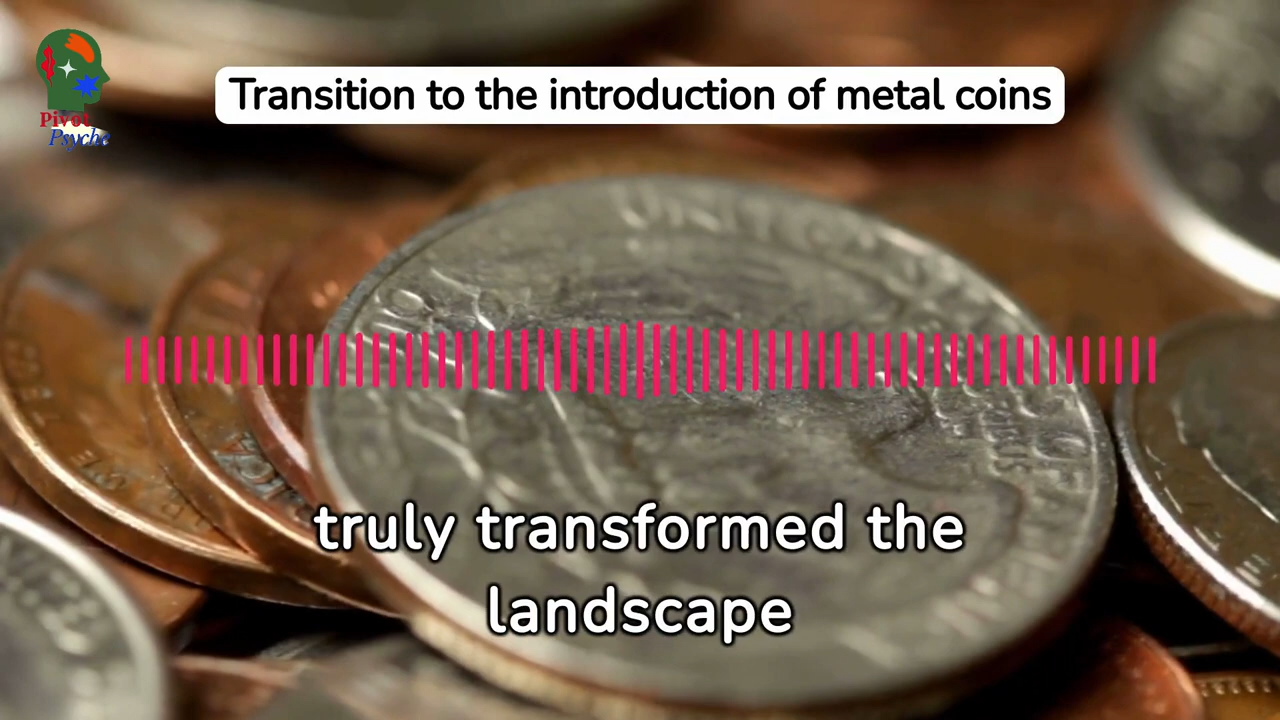 Transition to the introduction of metal coins
Pivot
Psyche
truly transformed the
landscape